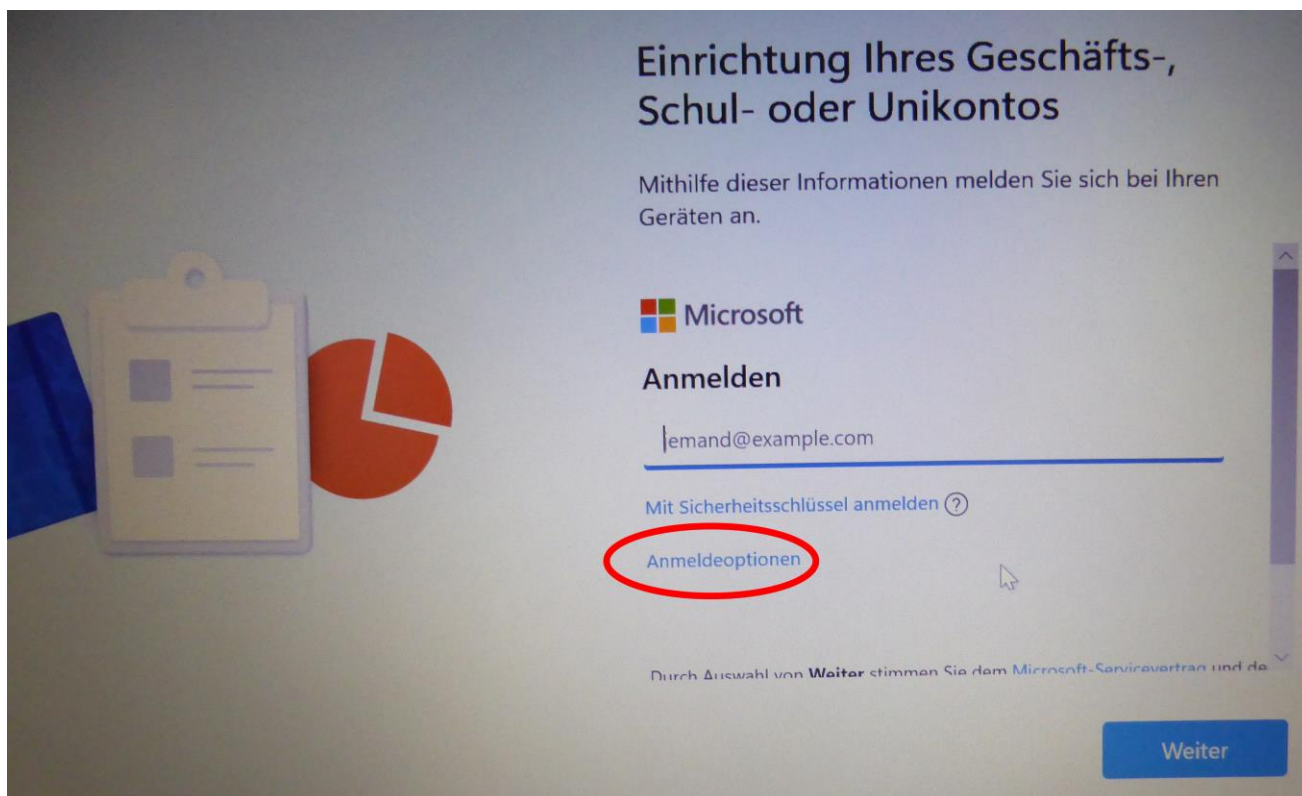 Einrichtung Ihres Geschäfts-,
Schul- oder Unikontos
Mithilfe dieser Informationen melden Sie sich bei Ihren
Geräten an.
Microsoft
Anmelden
jemand@example.com
Mit Sicherheitsschlüssel anmelden ?
Anmeldeoptionen
Durch Auswahl von Weiter stimmen Sie dem Microsoft-Servicevertrag und de
Weiter